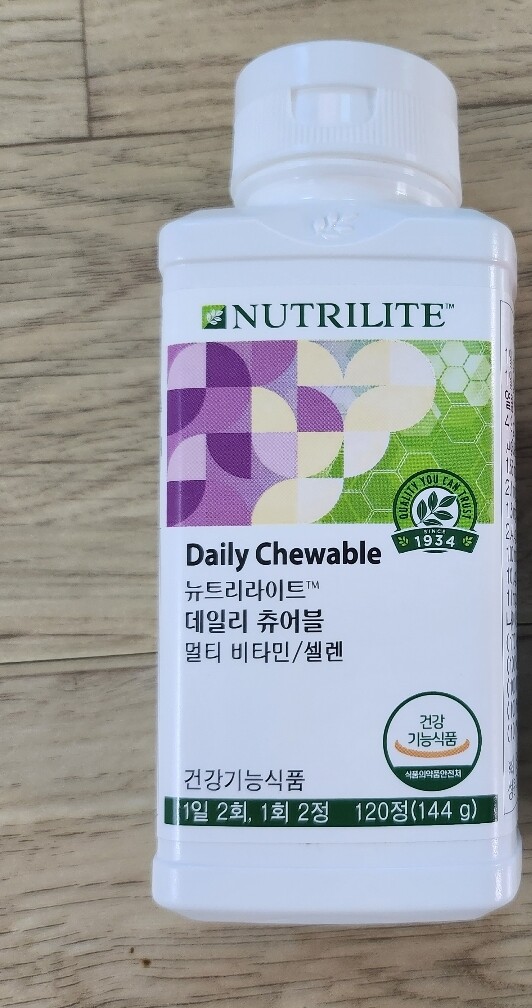 NUTRILITE™
QUALITY YOU CAN TRUST
SINCE
1934
Daily Chewable
뉴트리라이트™
데일리 츄어블
멀티 비타민/셀렌
건강
기능식품
식품의약품안전처
건강기능식품
1일 2회, 1회 2정 120정(144 g)